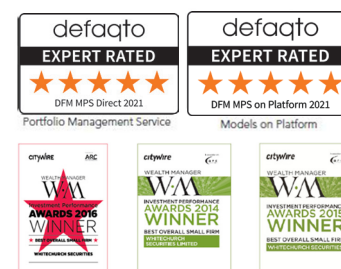 defaqto
EXPERT RATED
DFM MPS Direct 2021
Portfolio Management Service
defaqto
EXPERT RATED
DFM MPS on Platform 2021
Models on Platform
citywire
ARC
WEALTH MANAGER
Investment Performance
AWARDS 2016
WINNER
BEST OVERALL SMALL FIRM
WHITECHURCH SECURITIES
citywire
WEALTH MANAGER
INVESTMENT PERFORMANCE
AWARDS 2014
WINNER
BEST OVERALL SMALL FIRM
WHITECHURCH
SECURITIES LIMITED
citywire
WEALTH MANAGER
INVESTMENT PERFORMANCE
AWARDS 2015
WINNER
BEST OVERALL SMALL FIRM
WHITECHURCH SECURITIES